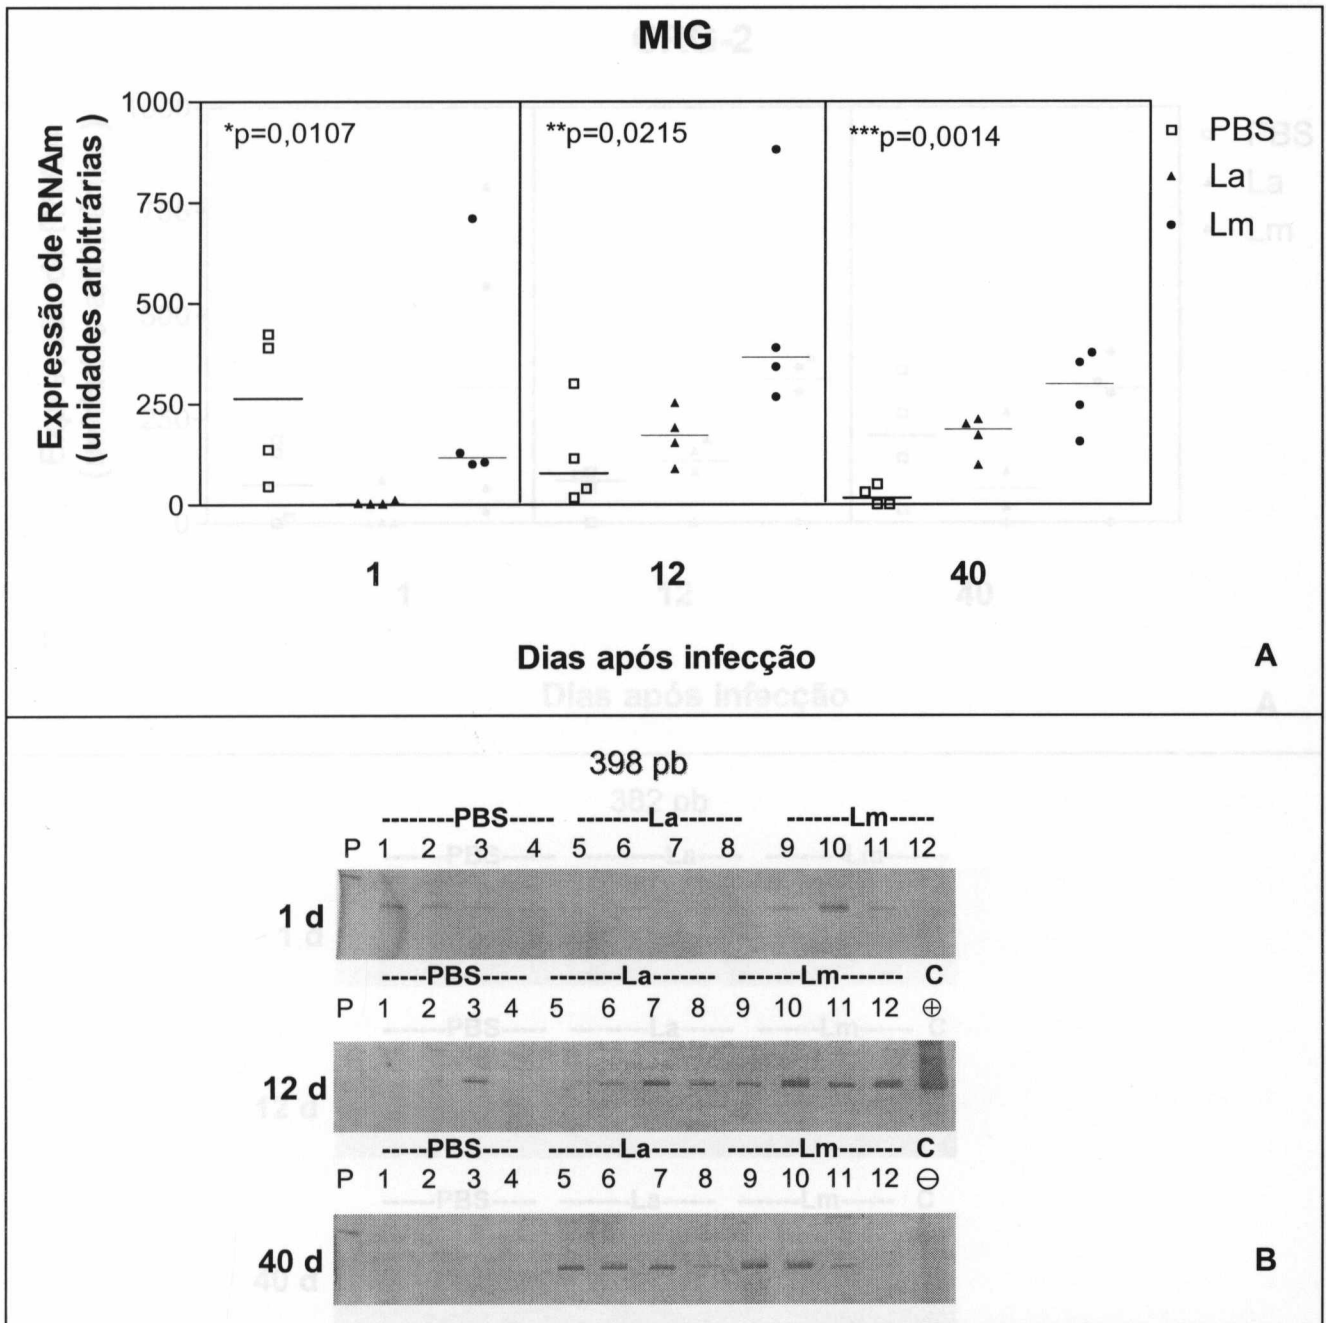 MIG
Expressão de RNAm
(unidades arbitrárias )
1000
750
500
250
0
*p=0,0107
**p=0,0215
***p=0,0014
PBS
La
Lm
1 12 40
Dias após infecção
A
398 pb
--------PBS----- --------La------- -------Lm-----
P 1 2 3 4 5 6 7 8 9 10 11 12
1 d
------PBS----- --------La-------- --------Lm------- C
P 1 2 3 4 5 6 7 8 9 10 11 12 ⊕
12 d
------PBS----- --------La------- ---------Lm------- C
P 1 2 3 4 5 6 7 8 9 10 11 12 ⊖
40 d
B